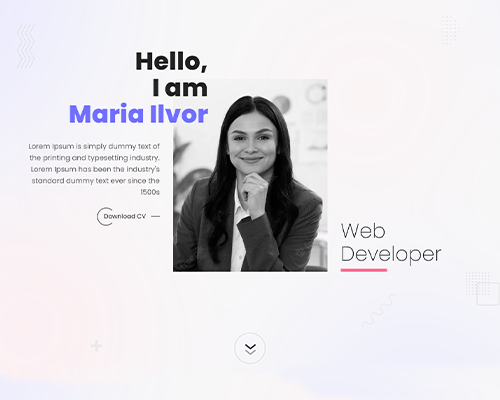 Hello,
I am
Maria Ilvor
Lorem Ipsum is simply dummy text of
the printing and typesetting industry.
Lorem Ipsum has been the industry's
standard dummy text ever since the
1500s
Download CV
Web
Developer